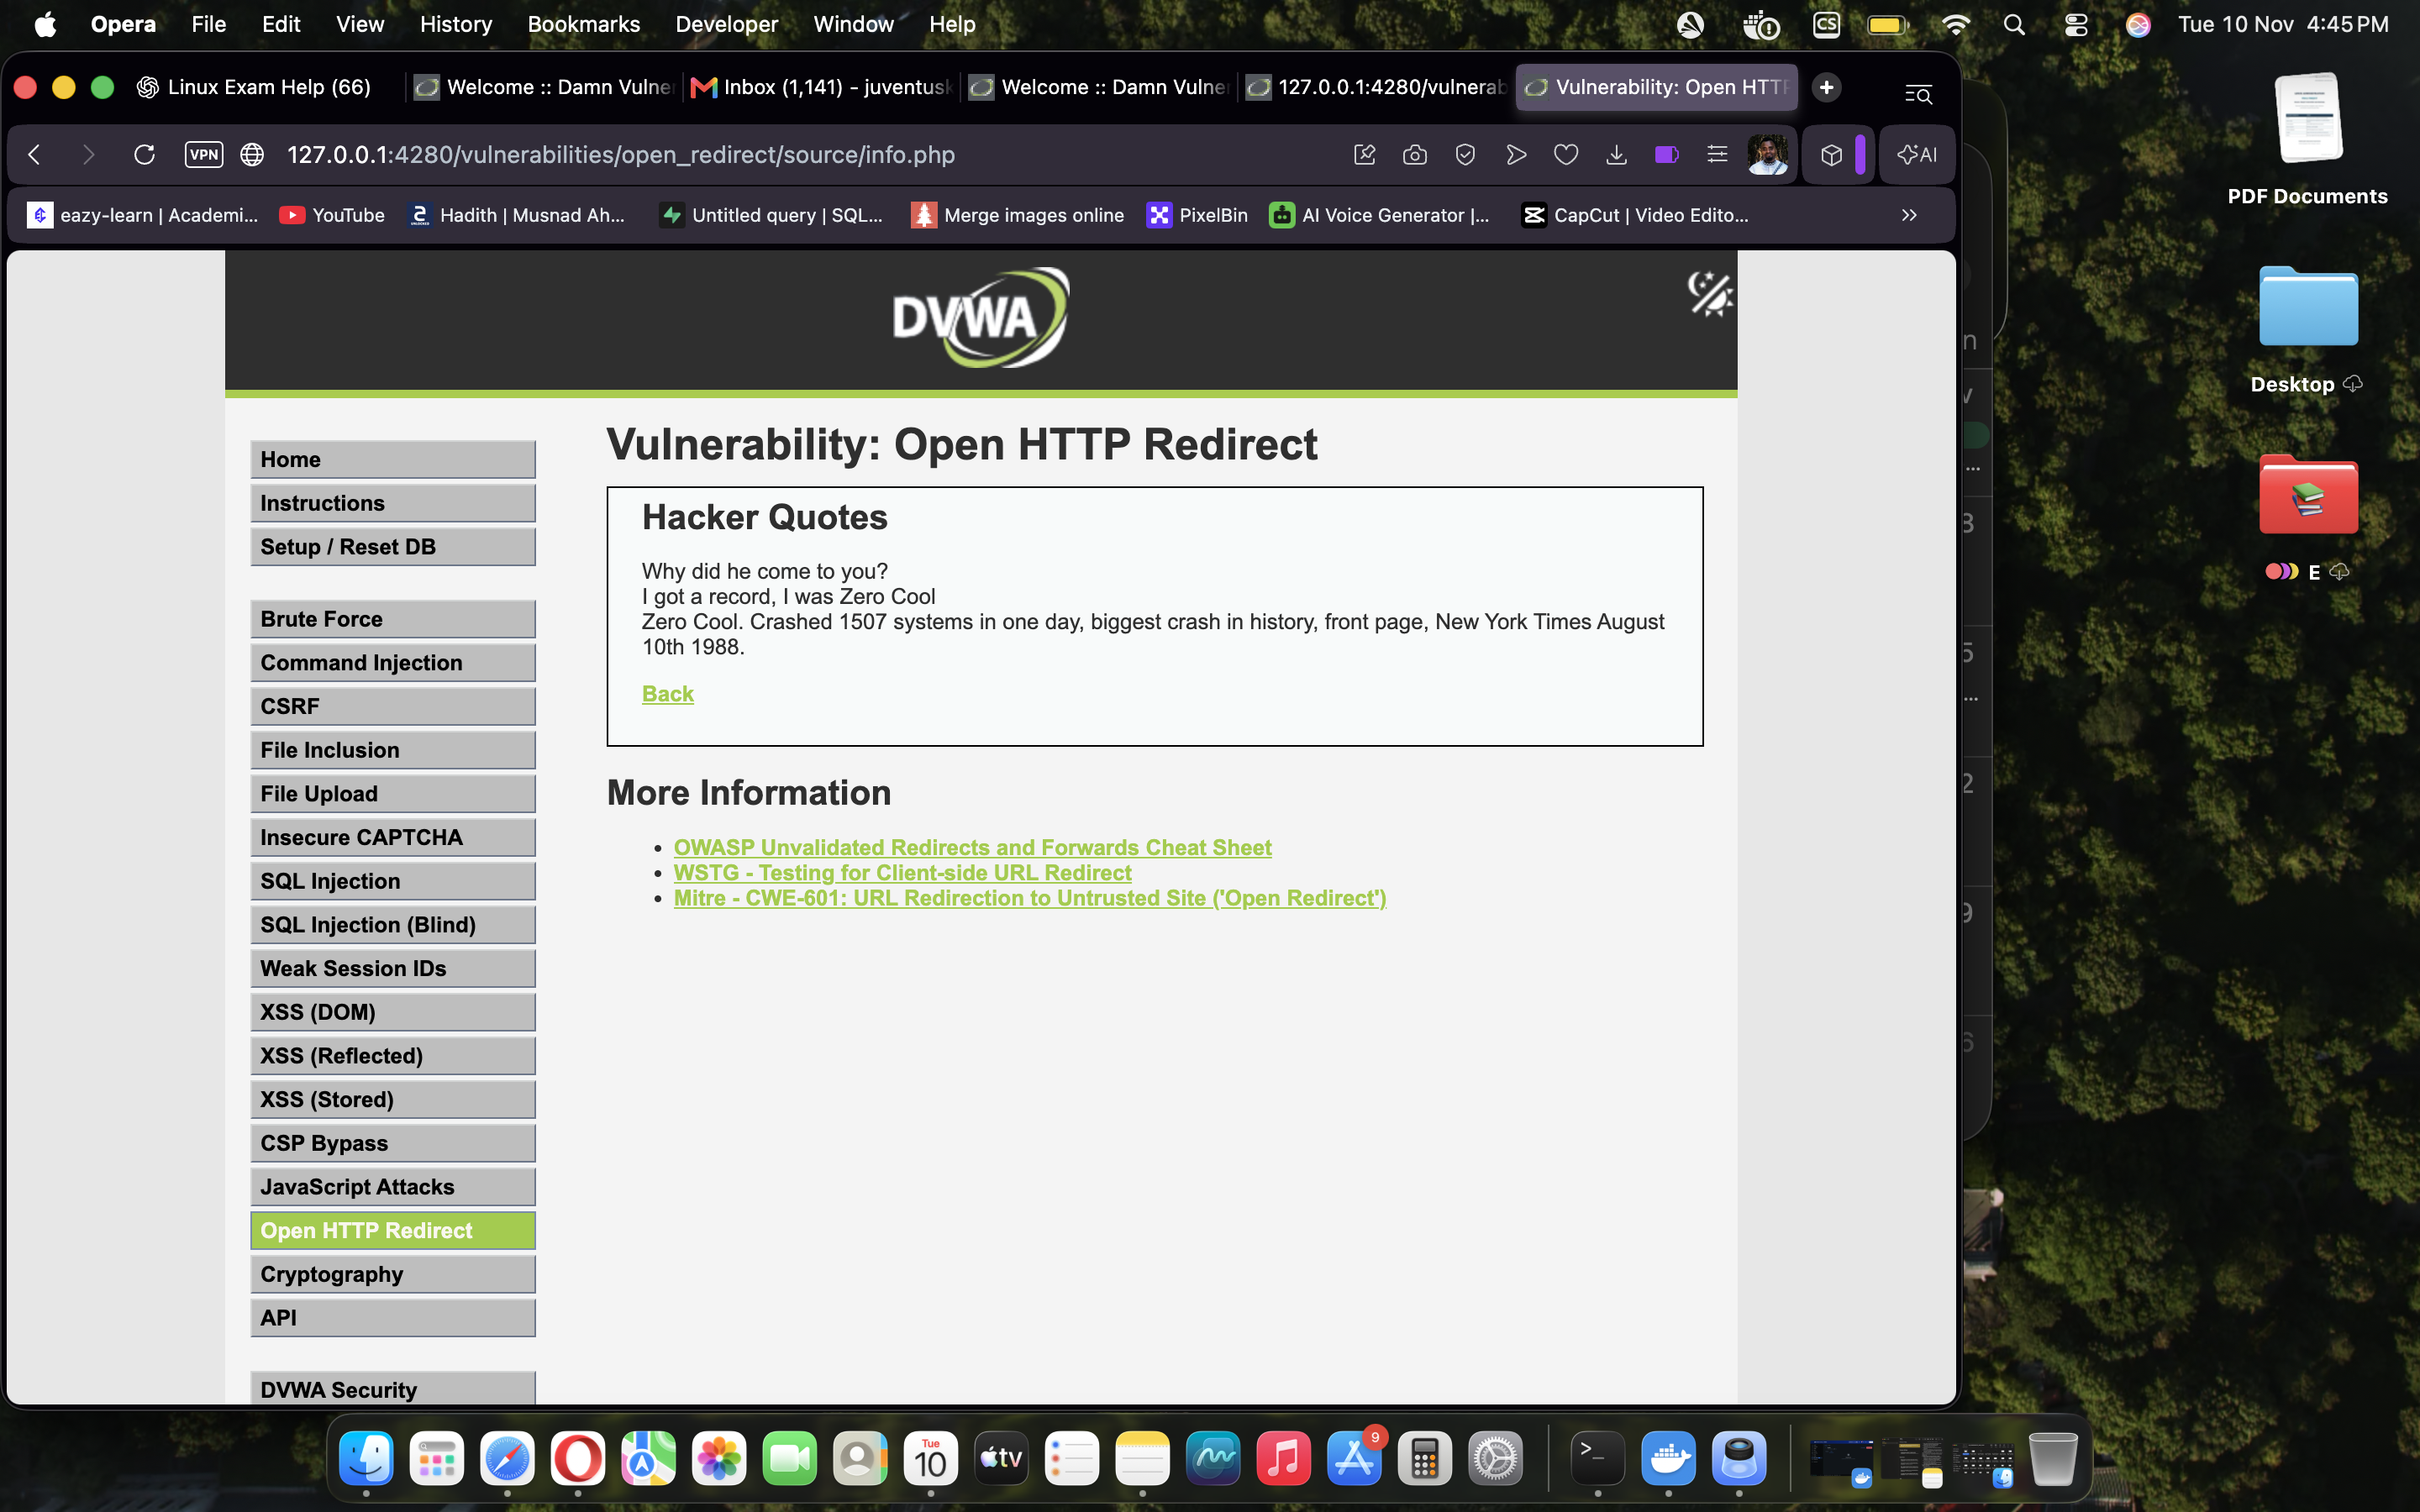 Opera File Edit View History Bookmarks Developer Window Help
CS
Tue 10 Nov 4:45 PM
Linux Exam Help (66)
Welcome :: Damn Vulne
Inbox (1,141) - juventusk
Welcome :: Damn Vulne
127.0.0.1:4280/vulnerab
Vulnerability: Open HTTP
VPN
127.0.0.1:4280/vulnerabilities/open_redirect/source/info.php
AI
eazy-learn | Academi...
YouTube
Hadith | Musnad Ah...
Untitled query | SQL...
Merge images online
PixelBin
AI Voice Generator |...
CapCut | Video Edito...
PDF Documents
Desktop
E
DVWA
Home
Instructions
Setup / Reset DB
Brute Force
Command Injection
CSRF
File Inclusion
File Upload
Insecure CAPTCHA
SQL Injection
SQL Injection (Blind)
Weak Session IDs
XSS (DOM)
XSS (Reflected)
XSS (Stored)
CSP Bypass
JavaScript Attacks
Open HTTP Redirect
Cryptography
API
DVWA Security
Vulnerability: Open HTTP Redirect
Hacker Quotes
Why did he come to you?
I got a record, I was Zero Cool
Zero Cool. Crashed 1507 systems in one day, biggest crash in history, front page, New York Times August
10th 1988.
Back
More Information
OWASP Unvalidated Redirects and Forwards Cheat Sheet
WSTG - Testing for Client-side URL Redirect
Mitre - CWE-601: URL Redirection to Untrusted Site ('Open Redirect')
Tue
10
tv
9